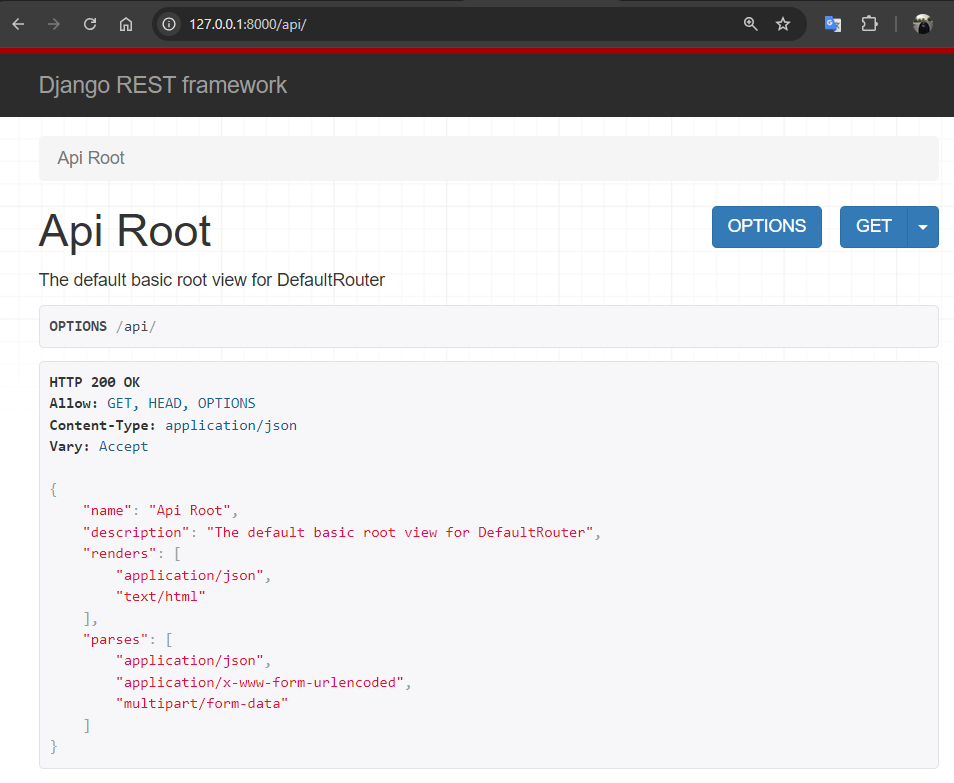 127.0.0.1:8000/api/
Django REST framework
Api Root
Api Root
OPTIONS
GET
The default basic root view for DefaultRouter
OPTIONS /api/
HTTP 200 OK
Allow: GET, HEAD, OPTIONS
Content-Type: application/json
Vary: Accept
{
    "name": "Api Root",
    "description": "The default basic root view for DefaultRouter",
    "renders": [
        "application/json",
        "text/html"
    ],
    "parses": [
        "application/json",
        "application/x-www-form-urlencoded",
        "multipart/form-data"
    ]
}